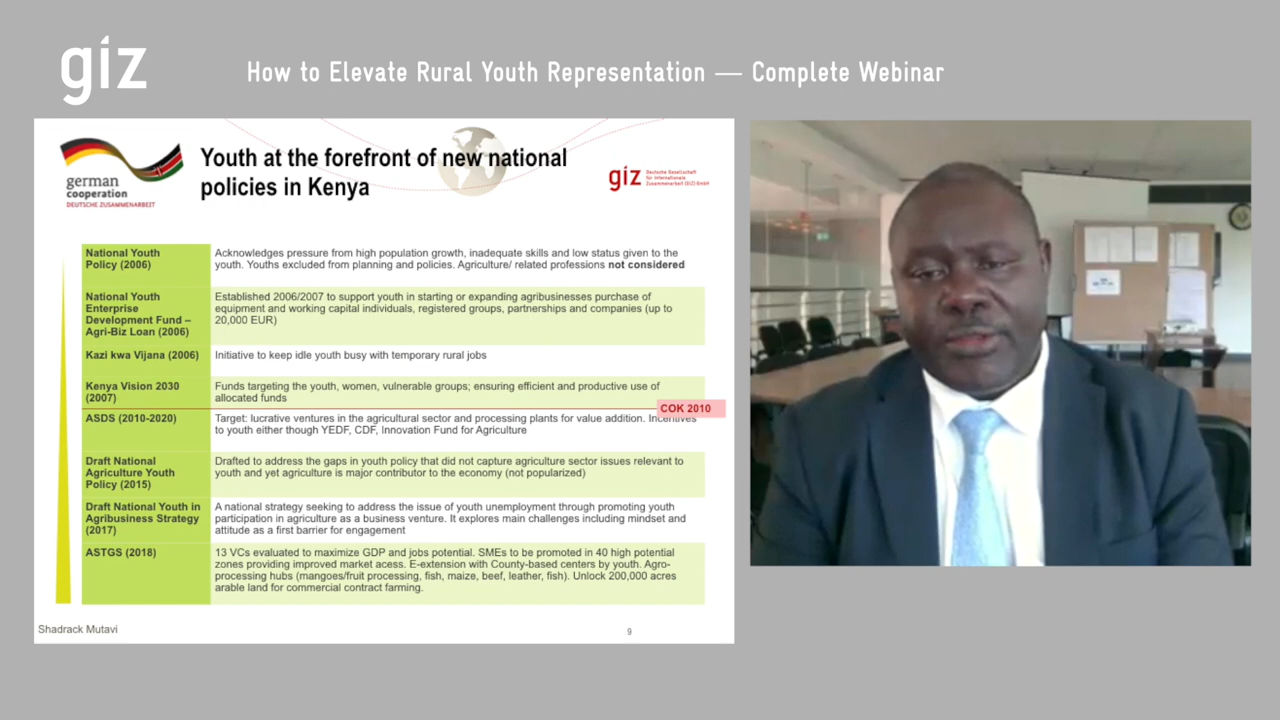 giz
How to Elevate Rural Youth Representation — Complete Webinar
german
cooperation
DEUTSCHE ZUSAMMENARBEIT
Youth at the forefront of new national
policies in Kenya
giz
Deutsche Gesellschaft
für Internationale
Zusammenarbeit (GIZ) GmbH
National Youth
Policy (2006)
Acknowledges pressure from high population growth, inadequate skills and low status given to the
youth. Youths excluded from planning and policies. Agriculture/ related professions not considered
National Youth
Enterprise
Development Fund –
Agri-Biz Loan (2006)
Established 2006/2007 to support youth in starting or expanding agribusinesses purchase of
equipment and working capital individuals, registered groups, partnerships and companies (up to
20,000 EUR)
Kazi kwa Vijana (2006)
Initiative to keep idle youth busy with temporary rural jobs
Kenya Vision 2030
(2007)
Funds targeting the youth, women, vulnerable groups; ensuring efficient and productive use of
allocated funds
COK 2010
ASDS (2010-2020)
Target: lucrative ventures in the agricultural sector and processing plants for value addition. Incentives
to youth either though YEDF, CDF, Innovation Fund for Agriculture
Draft National
Agriculture Youth
Policy (2015)
Drafted to address the gaps in youth policy that did not capture agriculture sector issues relevant to
youth and yet agriculture is major contributor to the economy (not popularized)
Draft National Youth in
Agribusiness Strategy
(2017)
A national strategy seeking to address the issue of youth unemployment through promoting youth
participation in agriculture as a business venture. It explores main challenges including mindset and
attitude as a first barrier for engagement
ASTGS (2018)
13 VCs evaluated to maximize GDP and jobs potential. SMEs to be promoted in 40 high potential
zones providing improved market acess. E-extension with County-based centers by youth. Agro-
processing hubs (mangoes/fruit processing, fish, maize, beef, leather, fish). Unlock 200,000 acres
arable land for commercial contract farming.
Shadrack Mutavi
9